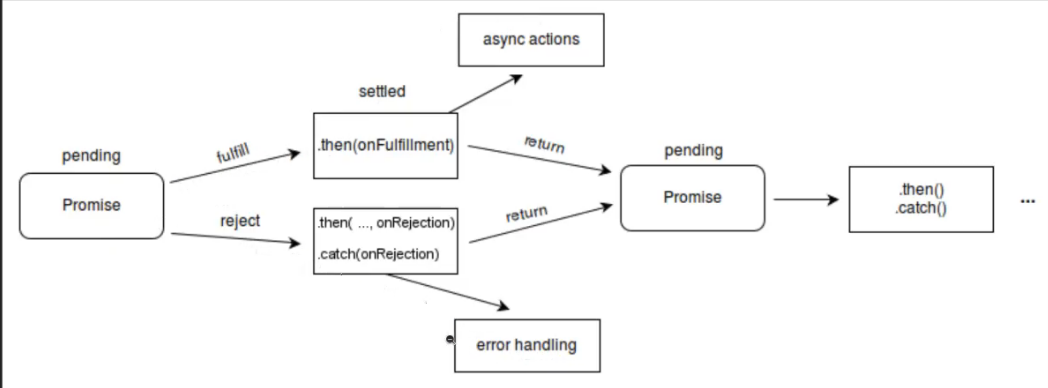 async actions
settled
pending
fulfill
.then(onFulfillment)
return
pending
Promise
reject
.then( ..., onRejection)
.catch(onRejection)
return
Promise
.then()
.catch()
...
error handling